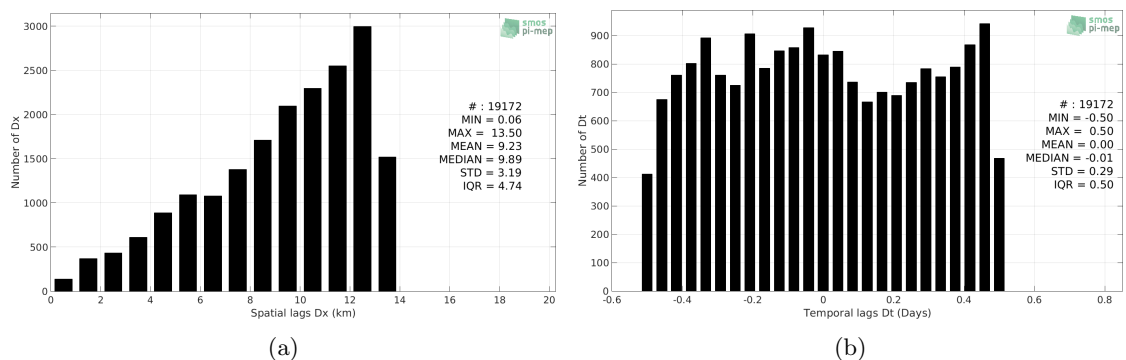 3000
2500
2000
1500
1000
500
0
Number of Dx
0 2 4 6 8 10 12 14 16 18 20
Spatial lags Dx (km)
smos
pi-mep
# : 19172
MIN = 0.06
MAX = 13.50
MEAN = 9.23
MEDIAN = 9.89
STD = 3.19
IQR = 4.74
(a)
900
800
700
600
500
400
300
200
100
0
Number of Dt
-0.6 -0.4 -0.2 0 0.2 0.4 0.6 0.8
Temporal lags Dt (Days)
smos
pi-mep
# : 19172
MIN = -0.50
MAX = 0.50
MEAN = 0.00
MEDIAN = -0.01
STD = 0.29
IQR = 0.50
(b)